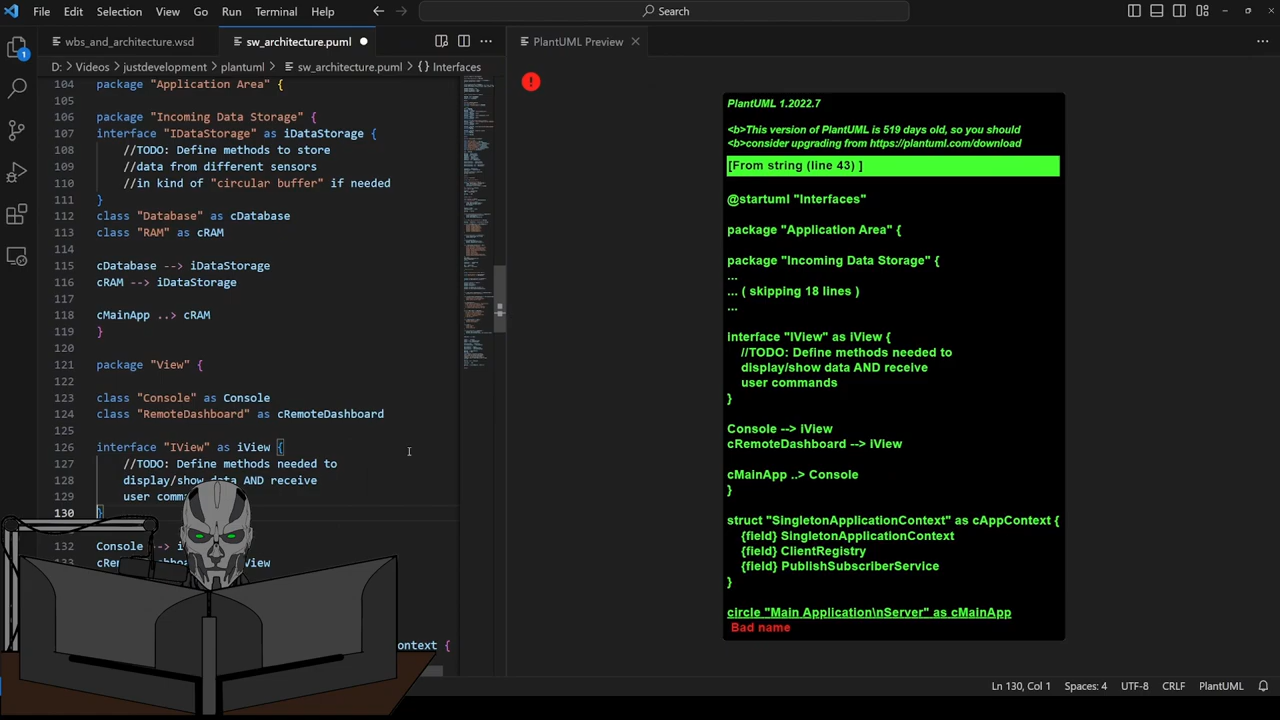 File Edit Selection View Go Run Terminal Help
Search
wbs_and_architecture.wsd
sw_architecture.puml
PlantUML Preview
D: > Videos > justdevelopment > plantuml > sw_architecture.puml > {} Interfaces
1
104 package "Application Area" {
105
106 package "Incoming Data Storage" {
107 interface "IDataStorage" as iDataStorage {
108 //TODO: Define methods to store
109 //data from different sensors
110 //in kind of "circular buffer" if needed
111 }
112 class "Database" as cDatabase
113 class "RAM" as cRAM
114
115 cDatabase --> iDataStorage
116 cRAM --> iDataStorage
117
118 cMainApp ..> cRAM
119 }
120
121 package "View" {
122
123 class "Console" as Console
124 class "RemoteDashboard" as cRemoteDashboard
125
126 interface "IView" as iView {
127 //TODO: Define methods needed to
128 display/show data AND receive
129 user
130 }
132 Console
View
ontext {
PlantUML 1.2022.7
<b>This version of PlantUML is 519 days old, so you should
<b>consider upgrading from https://plantuml.com/download
[From string (line 43) ]
@startuml "Interfaces"
package "Application Area" {
package "Incoming Data Storage" {
...
... ( skipping 18 lines )
...
interface "IView" as iView {
//TODO: Define methods needed to
display/show data AND receive
user commands
}
Console --> iView
cRemoteDashboard --> iView
cMainApp ..> Console
}
struct "SingletonApplicationContext" as cAppContext {
{field} SingletonApplicationContext
{field} ClientRegistry
{field} PublishSubscriberService
}
circle "Main Application\nServer" as cMainApp
Bad name
Ln 130, Col 1 Spaces: 4 UTF-8 CRLF PlantUML